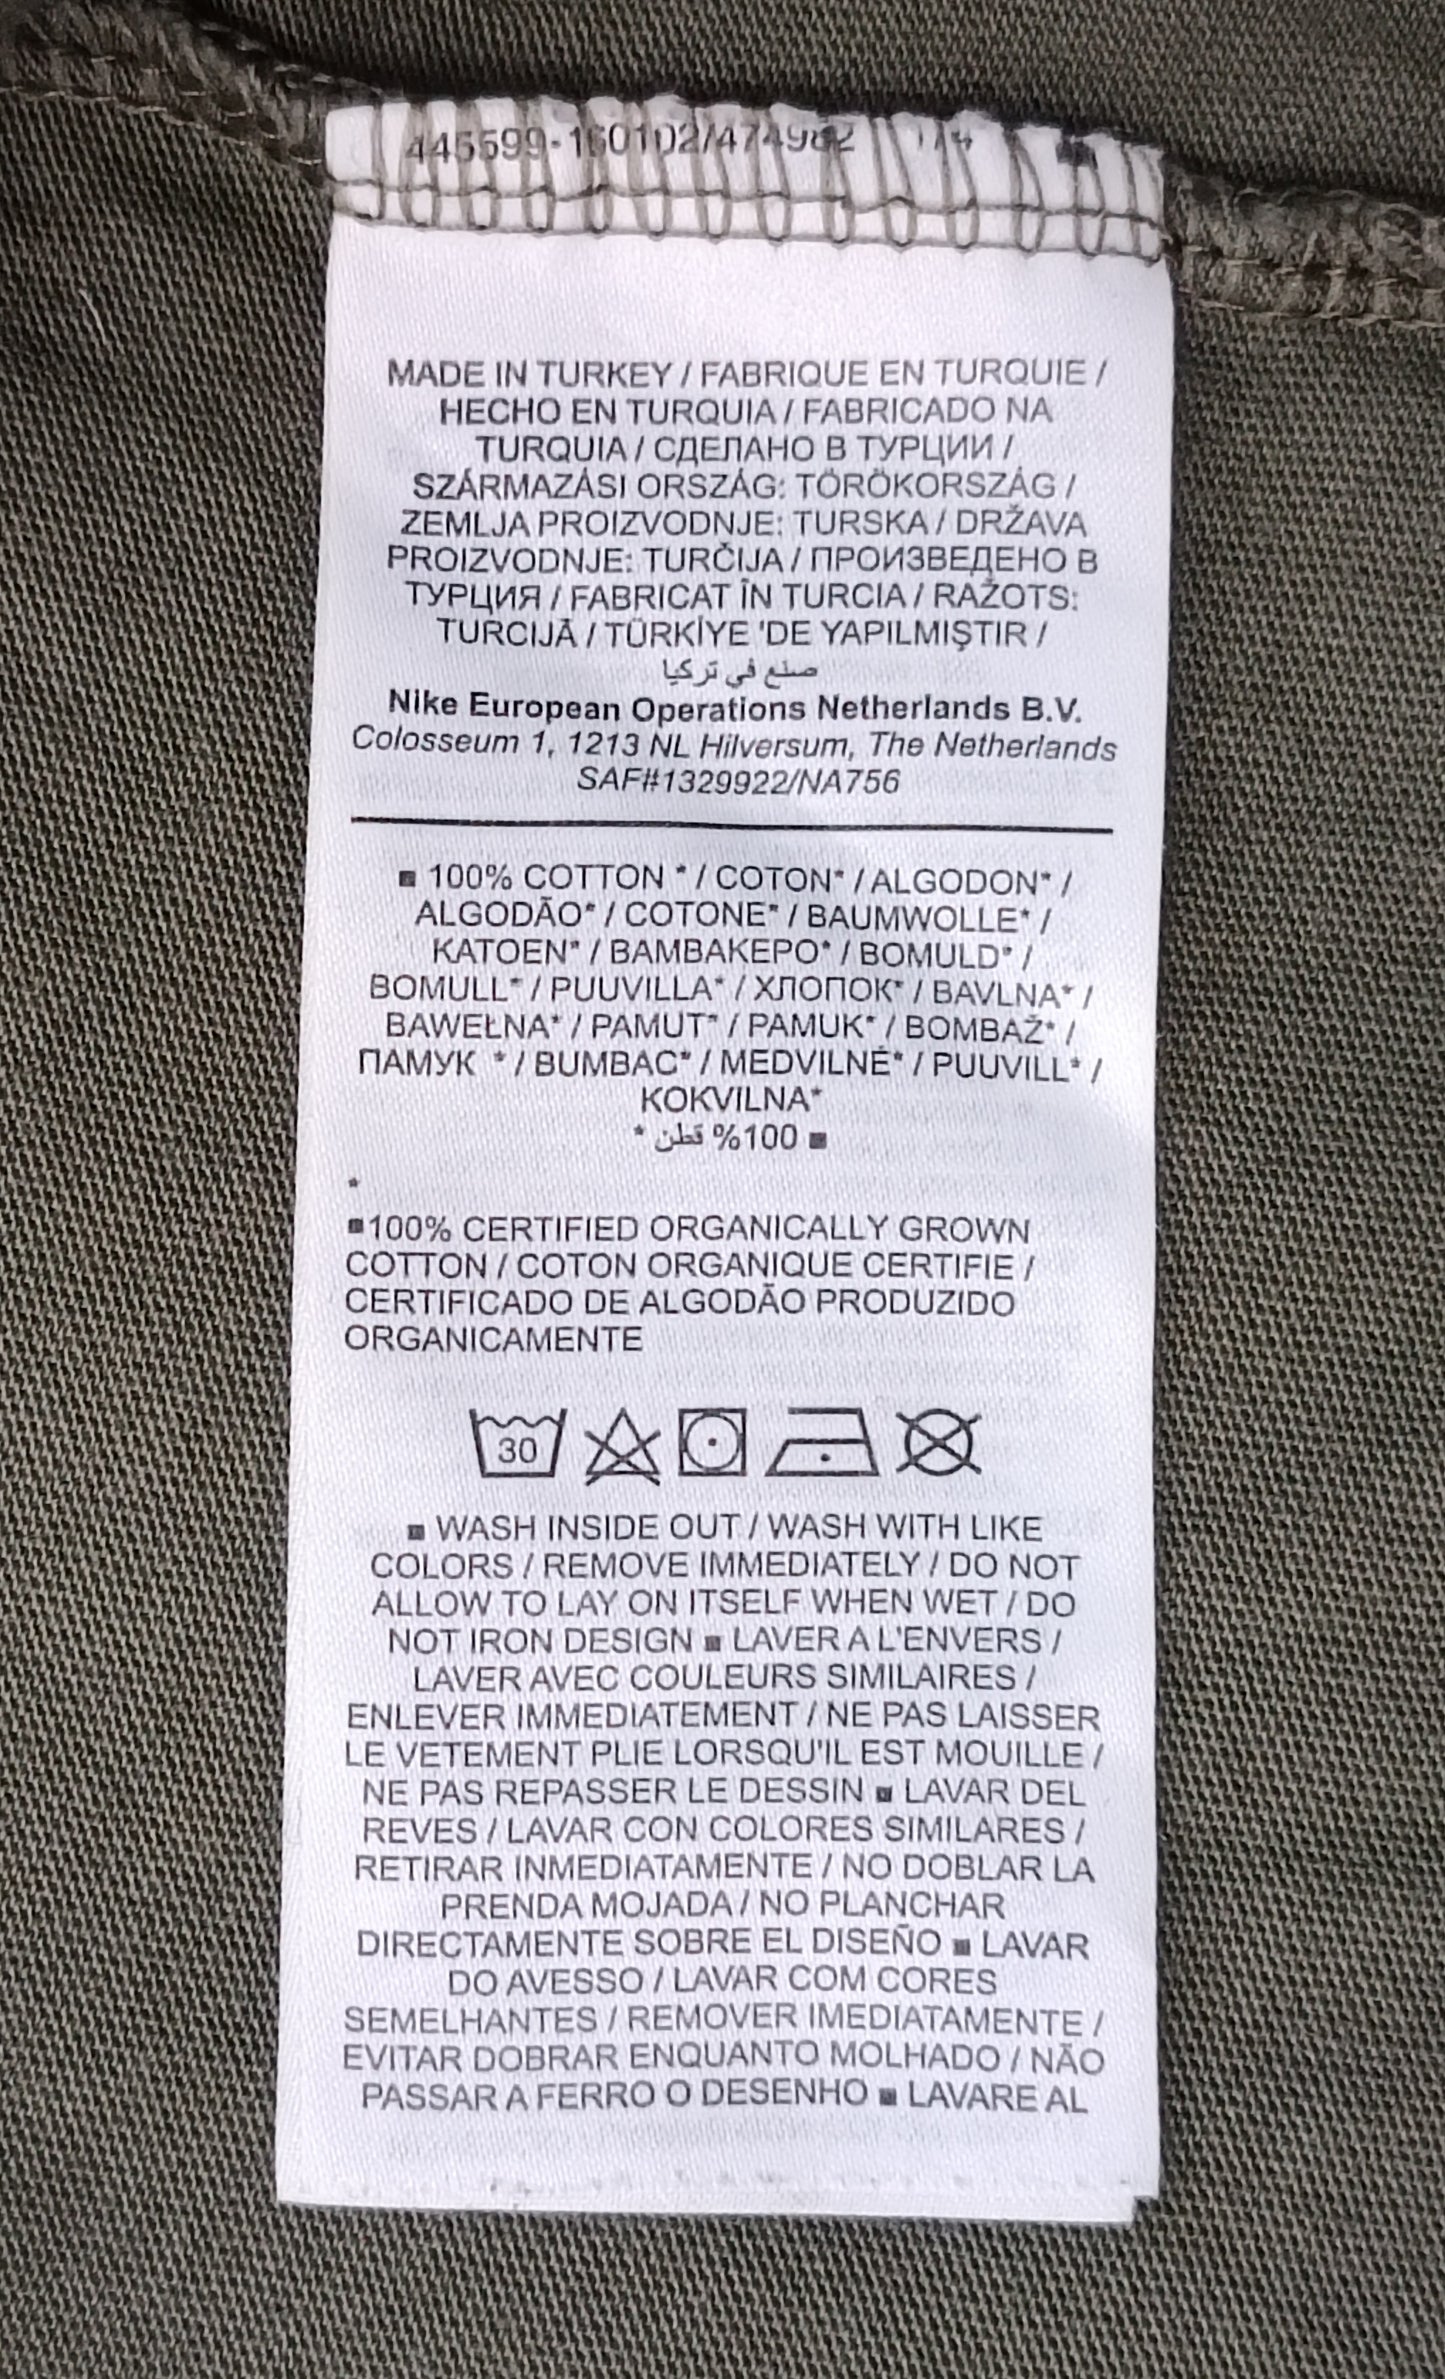 445599-160102/474982 1/4
MADE IN TURKEY / FABRIQUE EN TURQUIE /
HECHO EN TURQUIA / FABRICADO NA
TURQUIA / СДЕЛАНО В ТУРЦИИ /
SZÁRMAZÁSI ORSZÁG: TÖRÖKORSZÁG /
ZEMLJA PROIZVODNJE: TURSKA / DRŽAVA
PROIZVODNJE: TURČIJA / ПРОИЗВЕДЕНО В
ТУРЦИЯ / FABRICAT ÎN TURCIA / RAŽOTS:
TURCIJĀ / TÜRKİYE 'DE YAPILMIŞTIR /
صنع في تركيا
Nike European Operations Netherlands B.V.
Colosseum 1, 1213 NL Hilversum, The Netherlands
SAF#1329922/NA756
■ 100% COTTON * / COTON* / ALGODON* /
ALGODÃO* / COTONE* / BAUMWOLLE* /
KATOEN* / ΒΑΜΒΑΚΕΡΟ* / BOMULD* /
BOMULL* / PUUVILLA* / ХЛОПОК* / BAVLNA* /
BAWEŁNA* / PAMUT* / PAMUK* / BOMBAŽ* /
ПАМУК * / BUMBAC* / MEDVILNĖ* / PUUVILL* /
KOKVILNA*
■ 100% قطن *
*
■100% CERTIFIED ORGANICALLY GROWN
COTTON / COTON ORGANIQUE CERTIFIE /
CERTIFICADO DE ALGODÃO PRODUZIDO
ORGANICAMENTE
30
■ WASH INSIDE OUT / WASH WITH LIKE
COLORS / REMOVE IMMEDIATELY / DO NOT
ALLOW TO LAY ON ITSELF WHEN WET / DO
NOT IRON DESIGN ■ LAVER A L'ENVERS /
LAVER AVEC COULEURS SIMILAIRES /
ENLEVER IMMEDIATEMENT / NE PAS LAISSER
LE VETEMENT PLIE LORSQU'IL EST MOUILLE /
NE PAS REPASSER LE DESSIN ■ LAVAR DEL
REVES / LAVAR CON COLORES SIMILARES /
RETIRAR INMEDIATAMENTE / NO DOBLAR LA
PRENDA MOJADA / NO PLANCHAR
DIRECTAMENTE SOBRE EL DISEÑO ■ LAVAR
DO AVESSO / LAVAR COM CORES
SEMELHANTES / REMOVER IMEDIATAMENTE /
EVITAR DOBRAR ENQUANTO MOLHADO / NÃO
PASSAR A FERRO O DESENHO ■ LAVARE AL